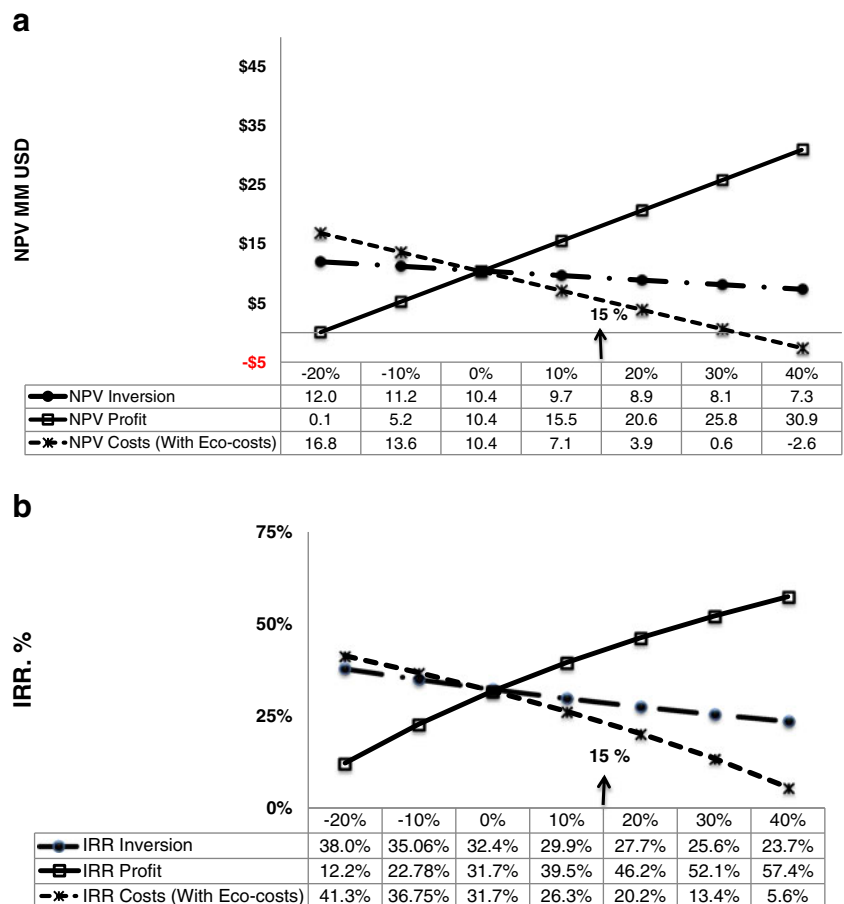 a
NPV MM USD
$45
$35
$25
$15
$5
-$5
15 %
-20% -10% 0% 10% 20% 30% 40%
NPV Inversion 12.0 11.2 10.4 9.7 8.9 8.1 7.3
NPV Profit 0.1 5.2 10.4 15.5 20.6 25.8 30.9
NPV Costs (With Eco-costs) 16.8 13.6 10.4 7.1 3.9 0.6 -2.6
b
IRR. %
75%
50%
25%
0%
15 %
-20% -10% 0% 10% 20% 30% 40%
IRR Inversion 38.0% 35.06% 32.4% 29.9% 27.7% 25.6% 23.7%
IRR Profit 12.2% 22.78% 31.7% 39.5% 46.2% 52.1% 57.4%
IRR Costs (With Eco-costs) 41.3% 36.75% 31.7% 26.3% 20.2% 13.4% 5.6%